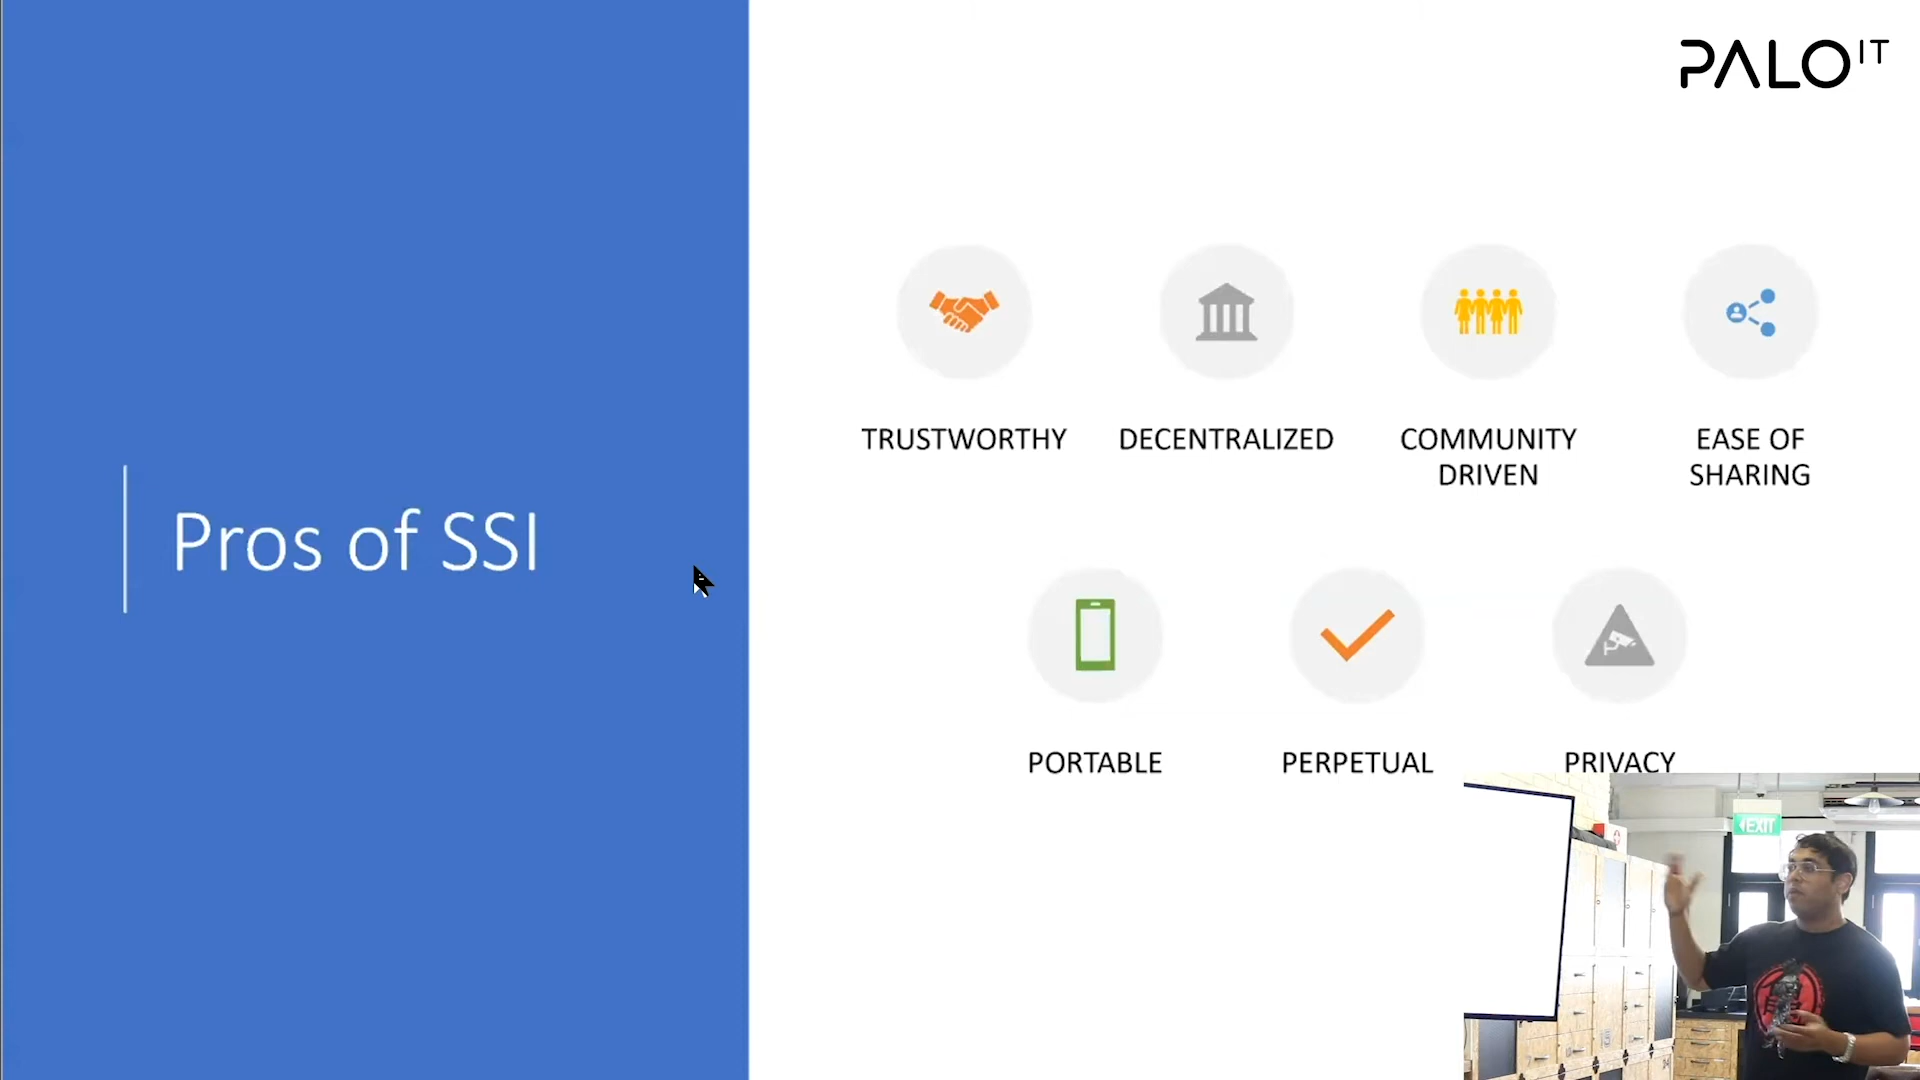 PALO IT
Pros of SSI
TRUSTWORTHY
DECENTRALIZED
COMMUNITY
DRIVEN
EASE OF
SHARING
PORTABLE
PERPETUAL
PRIVACY
EXIT